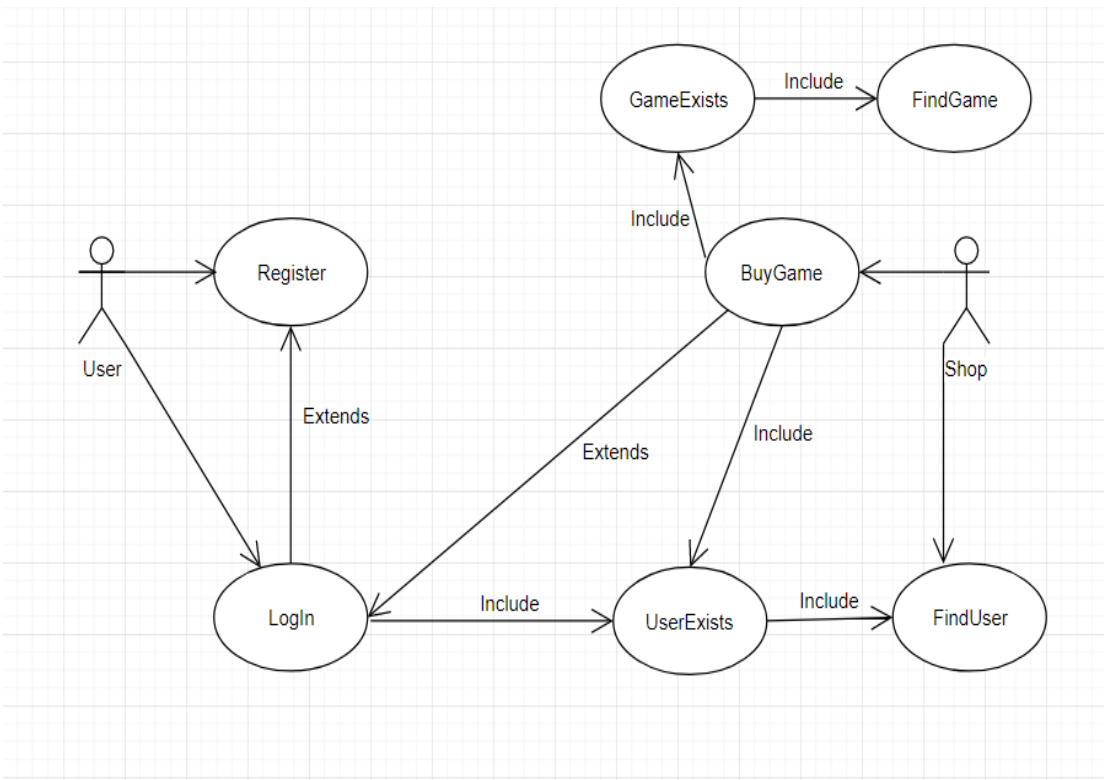 Include
GameExists
FindGame
Include
Register
BuyGame
User
Shop
Extends
Include
Extends
Include
Include
LogIn
UserExists
FindUser